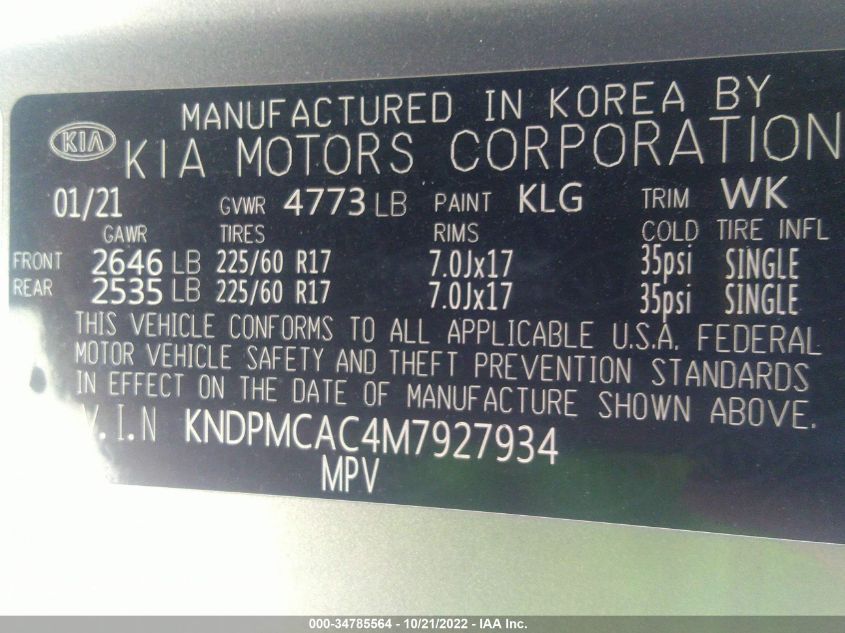 MANUFACTURED IN KOREA BY
KIA KIA MOTORS CORPORATION
01/21 GVWR 4773 LB PAINT KLG TRIM WK
GAWR TIRES RIMS COLD TIRE INFL
FRONT 2646 LB 225/60 R17 7.0Jx17 35psi SINGLE
REAR 2535 LB 225/60 R17 7.0Jx17 35psi SINGLE
THIS VEHICLE CONFORMS TO ALL APPLICABLE U.S.A. FEDERAL
MOTOR VEHICLE SAFETY AND THEFT PREVENTION STANDARDS
IN EFFECT ON THE DATE OF MANUFACTURE SHOWN ABOVE.
V.I.N KNDPMCAC4M7927934
MPV
000-34785564 - 10/21/2022 - IAA Inc.